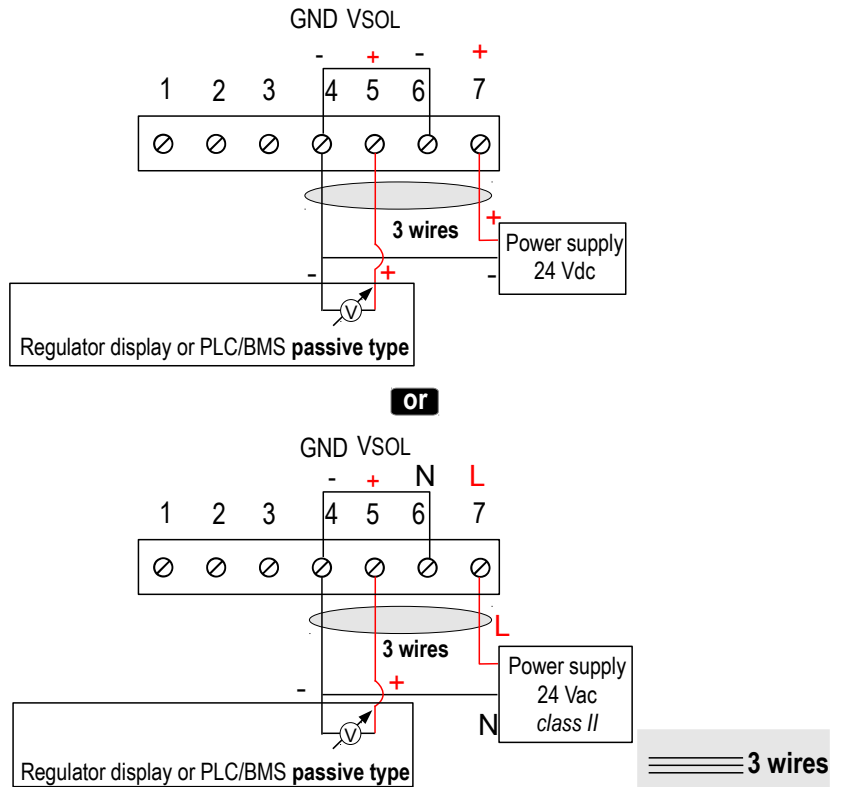 GND VSOL
- + - +
1 2 3 4 5 6 7
3 wires
+
Power supply
24 Vdc
-
- +
V
Regulator display or PLC/BMS passive type
or
GND VSOL
- + N L
1 2 3 4 5 6 7
L
3 wires
Power supply
24 Vac
class II
N
- +
V
Regulator display or PLC/BMS passive type
3 wires